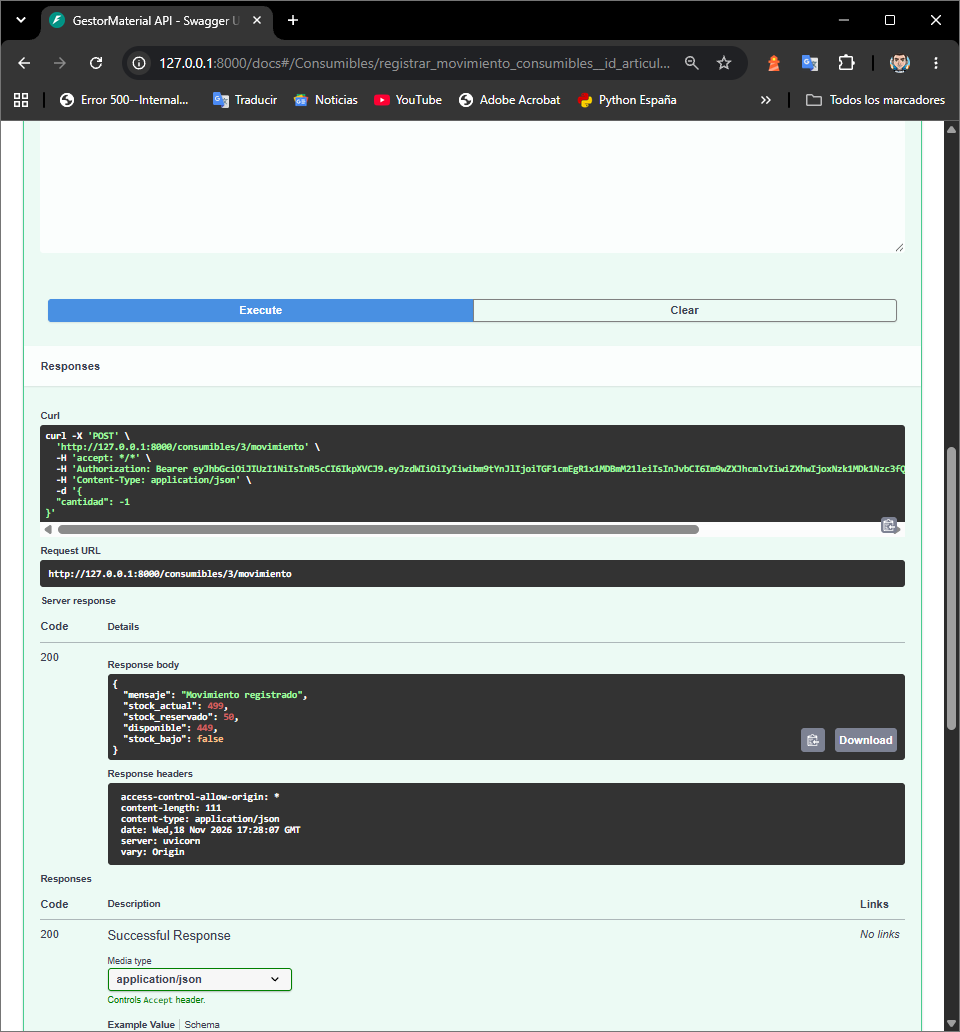 GestorMaterial API - Swagger U
127.0.0.1:8000/docs#/Consumibles/registrar_movimiento_consumibles__id_articul...
Error 500--Internal...
Traducir
Noticias
YouTube
Adobe Acrobat
Python España
Todos los marcadores
Execute
Clear
Responses
Curl
curl -X 'POST' \
'http://127.0.0.1:8000/consumibles/3/movimiento' \
-H 'accept: */*' \
-H 'Authorization: Bearer
-H 'Content-Type: application/json' \
-d '{
"cantidad": -1
}'
Request URL
http://127.0.0.1:8000/consumibles/3/movimiento
Server response
Code Details
200
Response body
{
"mensaje": "Movimiento registrado",
"stock_actual": 499,
"stock_reservado": 50,
"disponible": 449,
"stock_bajo": false
}
Download
Response headers
access-control-allow-origin: *
content-length: 111
content-type: application/json
date: Wed,18 Nov 2026 17:28:07 GMT
server: uvicorn
vary: Origin
Responses
Code Description Links
200 Successful Response No links
Media type
application/json
Controls Accept header.
Example Value Schema